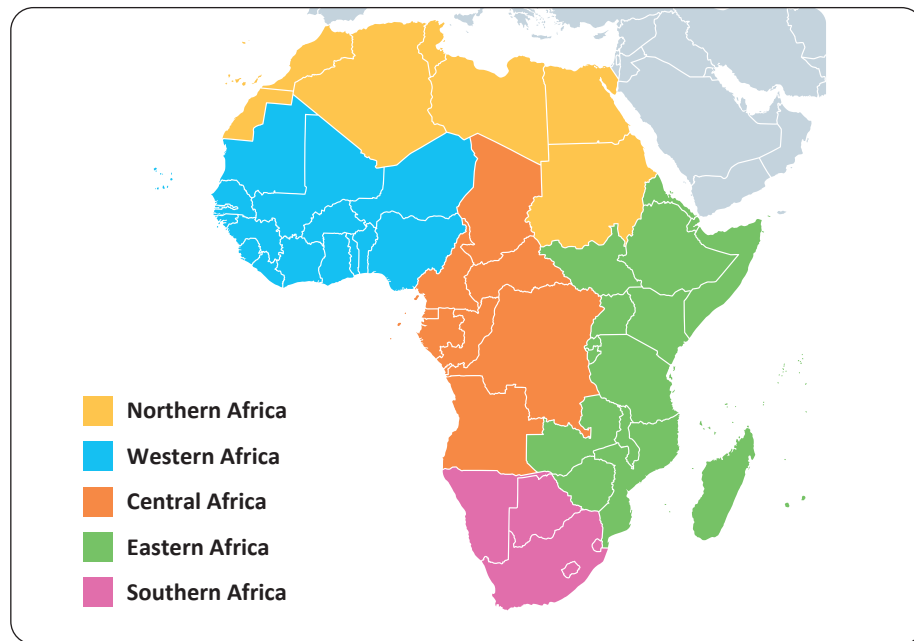 Northern Africa
Western Africa
Central Africa
Eastern Africa
Southern Africa